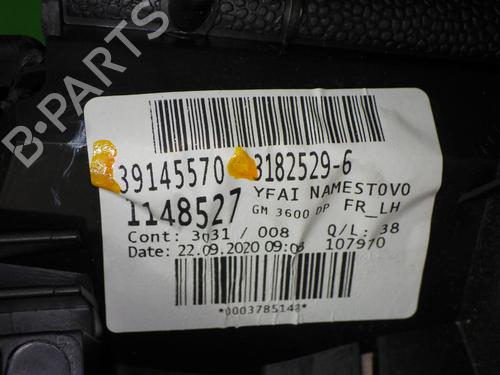 B-PARTS
39145570 3182529-6
1148527 YFAI NAMESTOVO
GM 3600 DP FR_LH
Cont: 3031 / 008 Q/L: 38
Date: 22.09.2020 09:03 107970
*0003785148*